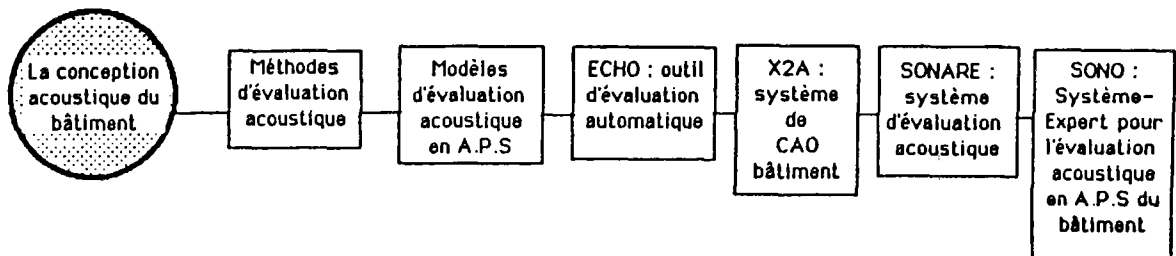 La conception
acoustique du
bâtiment
Méthodes
d'évaluation
acoustique
Modèles
d'évaluation
acoustique
en A.P.S
ECHO : outil
d'évaluation
automatique
X2A :
système
de
CAO
bâtiment
SONARE :
système
d'évaluation
acoustique
SONO :
Système-
Expert pour
l'évaluation
acoustique
en A.P.S du
bâtiment